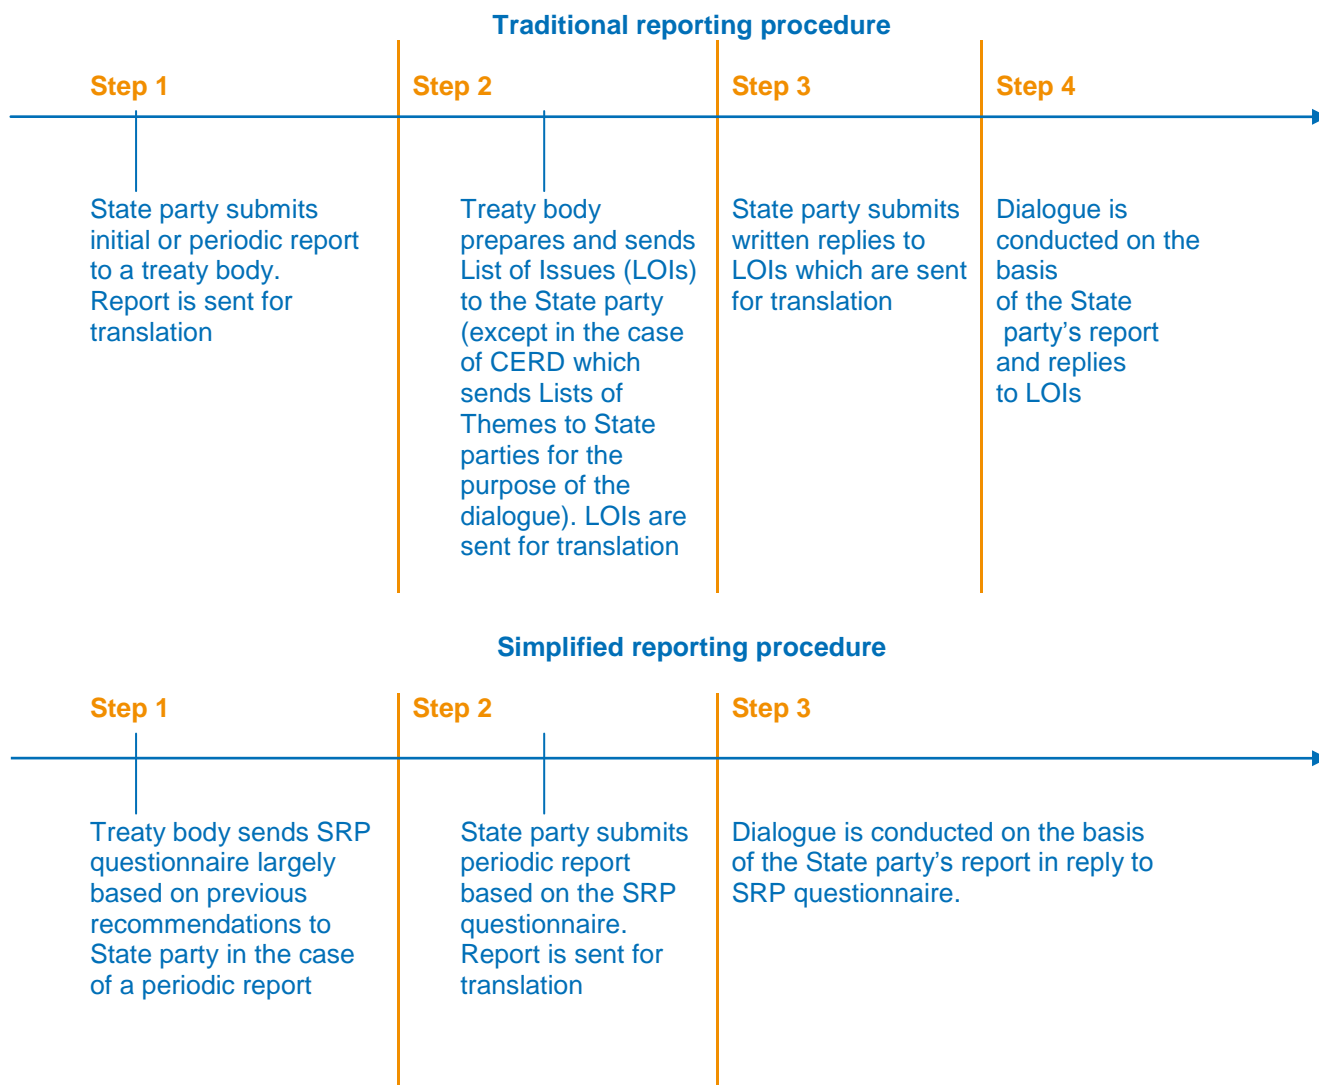 Traditional reporting procedure
Step 1
Step 2
Step 3
Step 4
State party submits
initial or periodic report
to a treaty body.
Report is sent for
translation
Treaty body
prepares and sends
List of Issues (LOIs)
to the State party
(except in the case
of CERD which
sends Lists of
Themes to State
parties for the
purpose of the
dialogue). LOIs are
sent for translation
State party submits
written replies to
LOIs which are sent
for translation
Dialogue is
conducted on the
basis
of the State
party’s report
and replies
to LOIs
Simplified reporting procedure
Step 1
Step 2
Step 3
Treaty body sends SRP
questionnaire largely
based on previous
recommendations to
State party in the case
of a periodic report
State party submits
periodic report
based on the SRP
questionnaire.
Report is sent for
translation
Dialogue is conducted on the basis
of the State party’s report in reply to
SRP questionnaire.